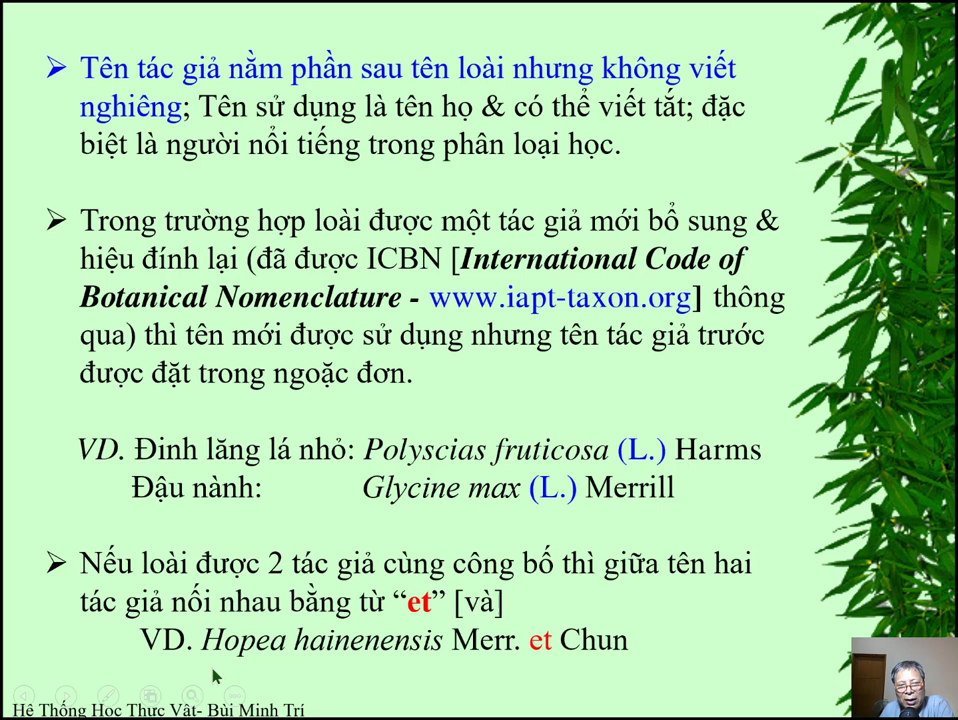 ➢ Tên tác giả nằm phần sau tên loài nhưng không viết
nghiêng; Tên sử dụng là tên họ & có thể viết tắt; đặc
biệt là người nổi tiếng trong phân loại học.
➢ Trong trường hợp loài được một tác giả mới bổ sung &
hiệu đính lại (đã được ICBN [International Code of
Botanical Nomenclature - www.iapt-taxon.org] thông
qua) thì tên mới được sử dụng nhưng tên tác giả trước
được đặt trong ngoặc đơn.
VD. Đinh lăng lá nhỏ: Polyscias fruticosa (L.) Harms
Đậu nành: Glycine max (L.) Merrill
➢ Nếu loài được 2 tác giả cùng công bố thì giữa tên hai
tác giả nối nhau bằng từ “et” [và]
VD. Hopea hainenensis Merr. et Chun
Hệ Thống Học Thực Vật- Bùi Minh Trí